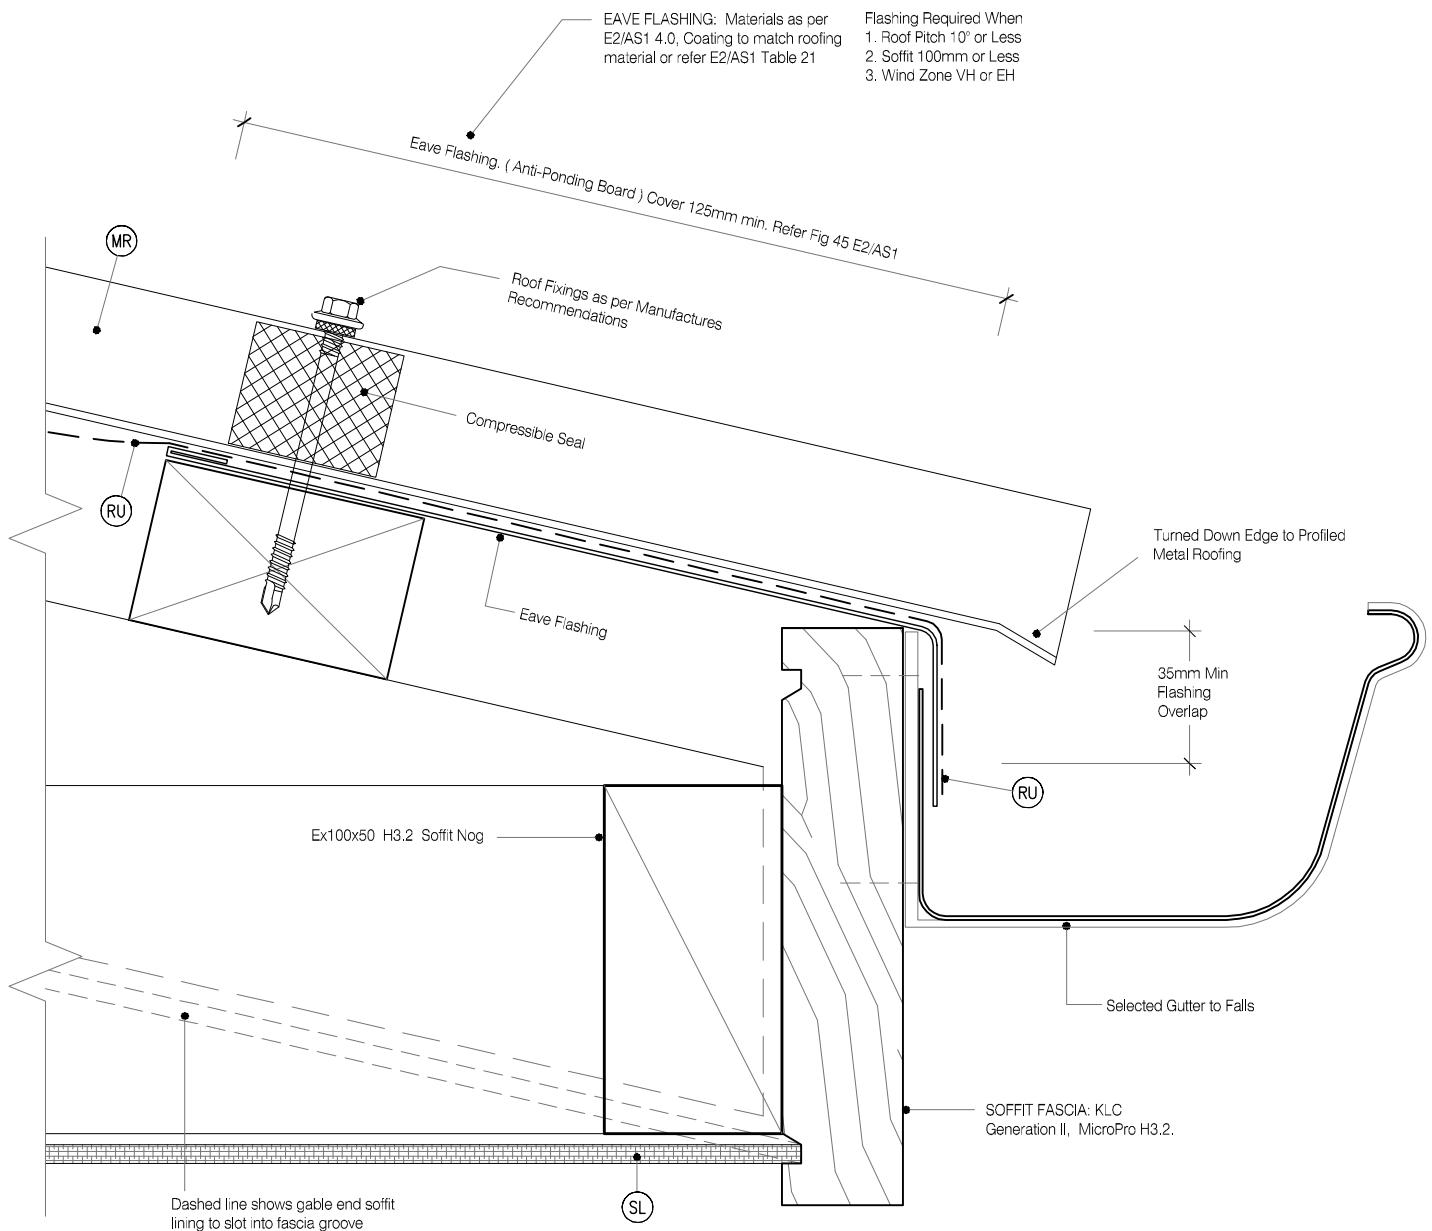 EAVE FLASHING: Materials as per
E2/AS1 4.0, Coating to match roofing
material or refer E2/AS1 Table 21
Flashing Required When
1. Roof Pitch 10° or Less
2. Soffit 100mm or Less
3. Wind Zone VH or EH
Eave Flashing. ( Anti-Ponding Board ) Cover 125mm min. Refer Fig 45 E2/AS1
MR
Roof Fixings as per Manufactures
Recommendations
Compressible Seal
RU
Turned Down Edge to Profiled
Metal Roofing
Eave Flashing
35mm Min
Flashing
Overlap
RU
Ex100x50 H3.2 Soffit Nog
Selected Gutter to Falls
SOFFIT FASCIA: KLC
Generation II, MicroPro H3.2.
Dashed line shows gable end soffit
lining to slot into fascia groove
SL